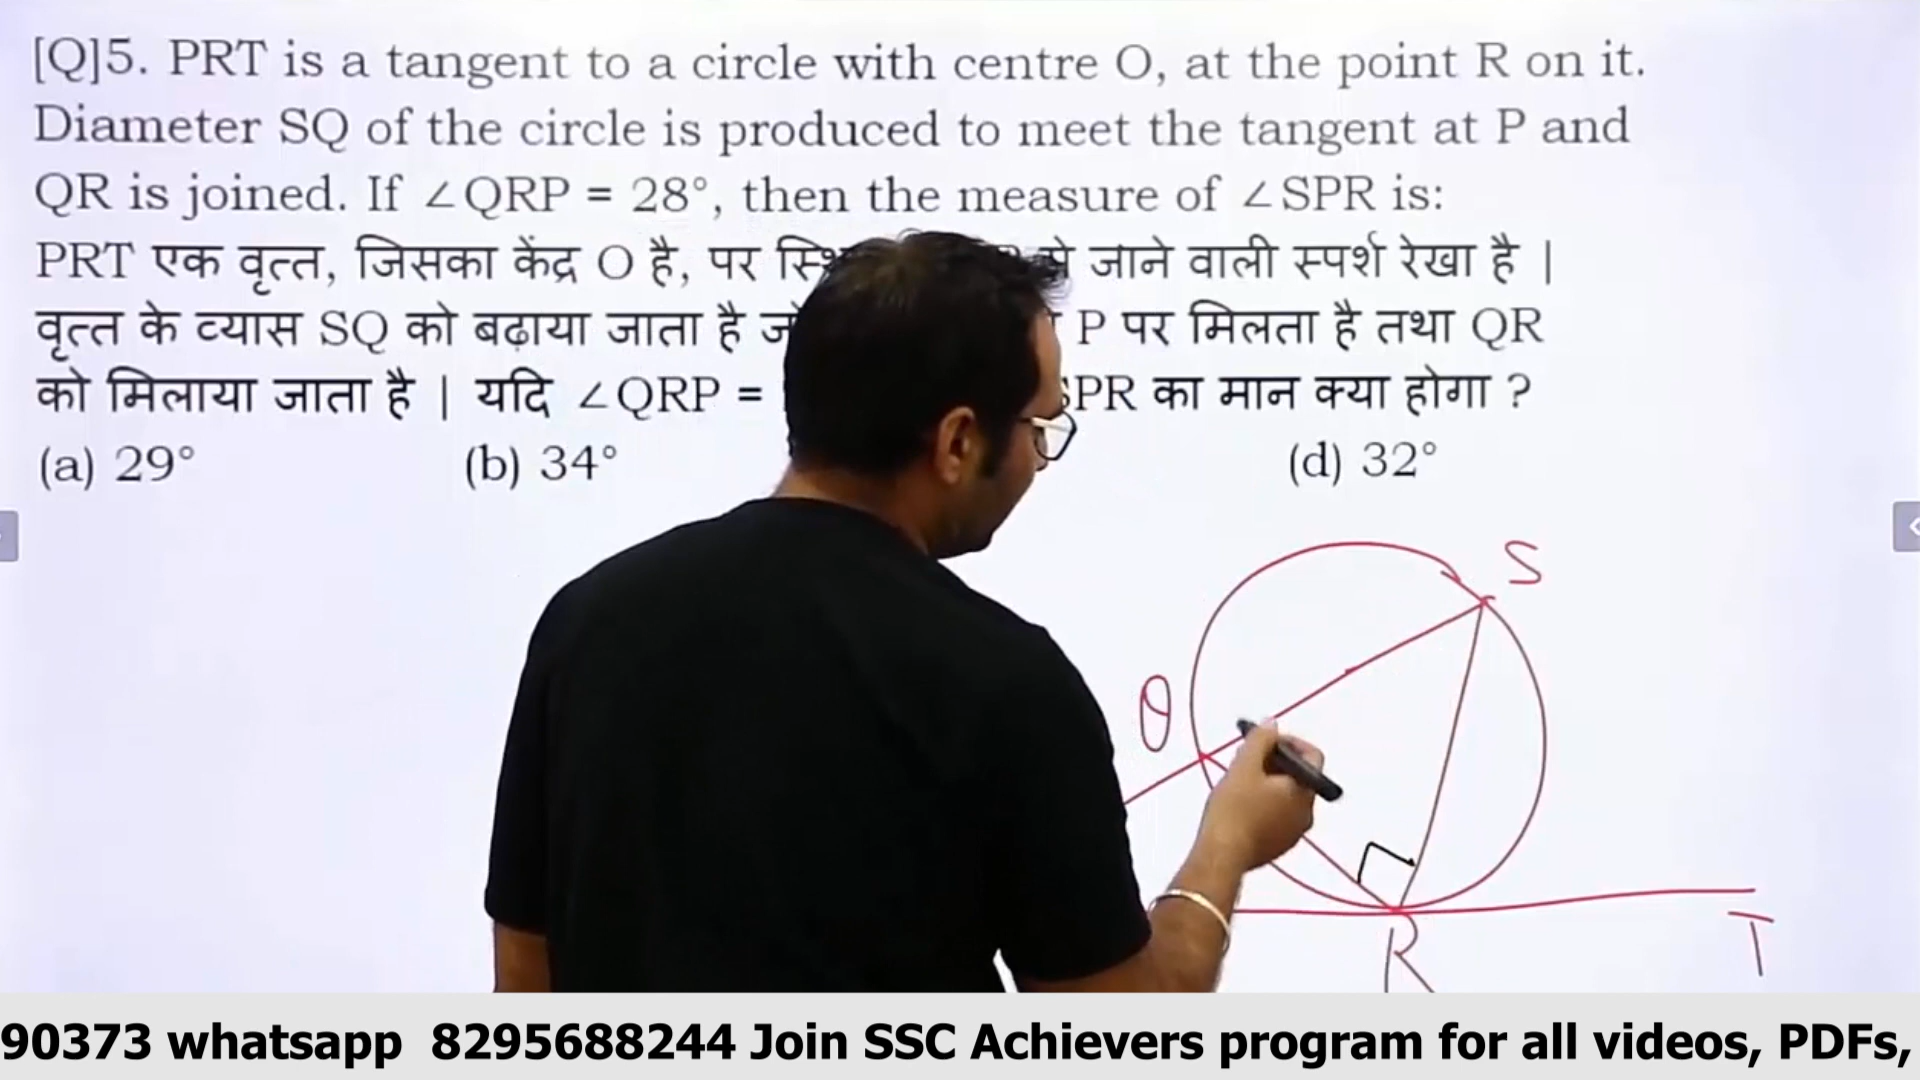 [Q]5. PRT is a tangent to a circle with centre O, at the point R on it.
Diameter SQ of the circle is produced to meet the tangent at P and
QR is joined. If ∠QRP = 28°, then the measure of ∠SPR is:
PRT एक वृत्त, जिसका केंद्र O है, पर से जाने वाली स्पर्श रेखा है |
वृत्त के व्यास SQ को बढ़ाया जाता है P पर मिलता है तथा QR
को मिलाया जाता है | यदि ∠QRP = PR का मान क्या होगा ?
(a) 29° (b) 34° (d) 32°
S
Q
R
T
90373 whatsapp 8295688244 Join SSC Achievers program for all videos, PDFs,